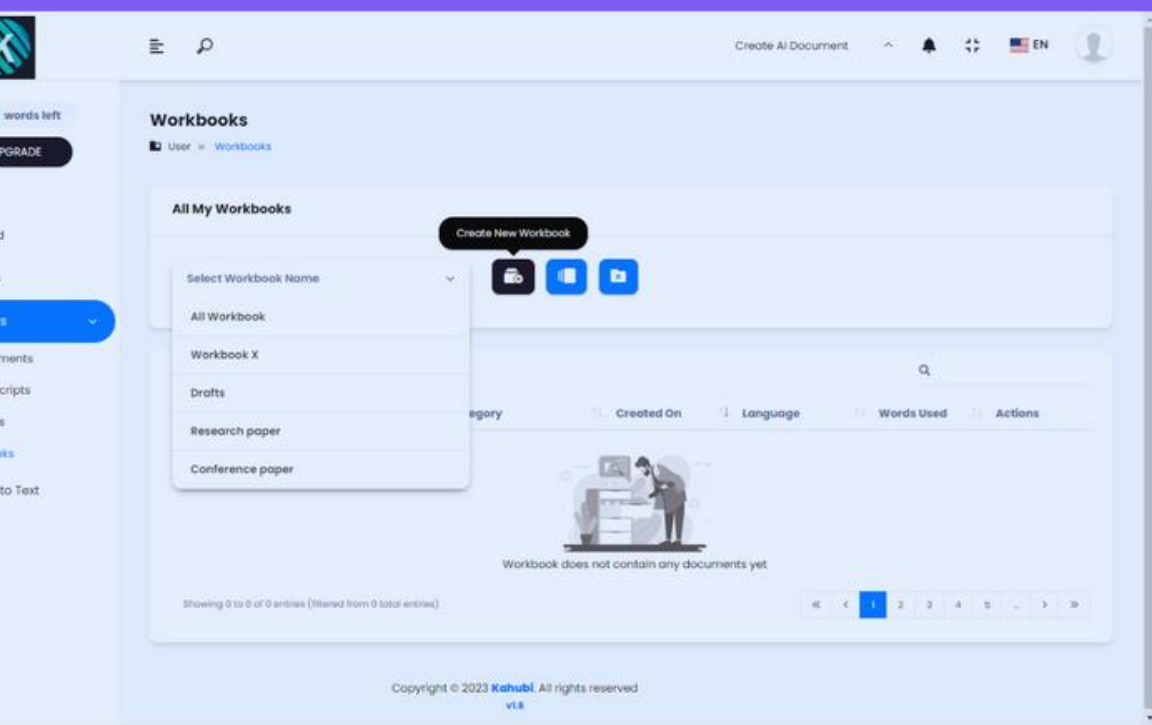 Create AI Document
EN
words left
PGRADE
Workbooks
User » Workbooks
All My Workbooks
Create New Workbook
Select Workbook Name
All Workbook
Workbook X
Drafts
ments
Research paper
cripts
Conference paper
to Text
egory Created On Language Words Used Actions
Workbook does not contain any documents yet
Showing 0 to 0 of 0 entries (filtered from 0 total entries)
« < 1 2 3 4 5 .. > »
Copyright © 2023 Kahubi. All rights reserved
v1.8